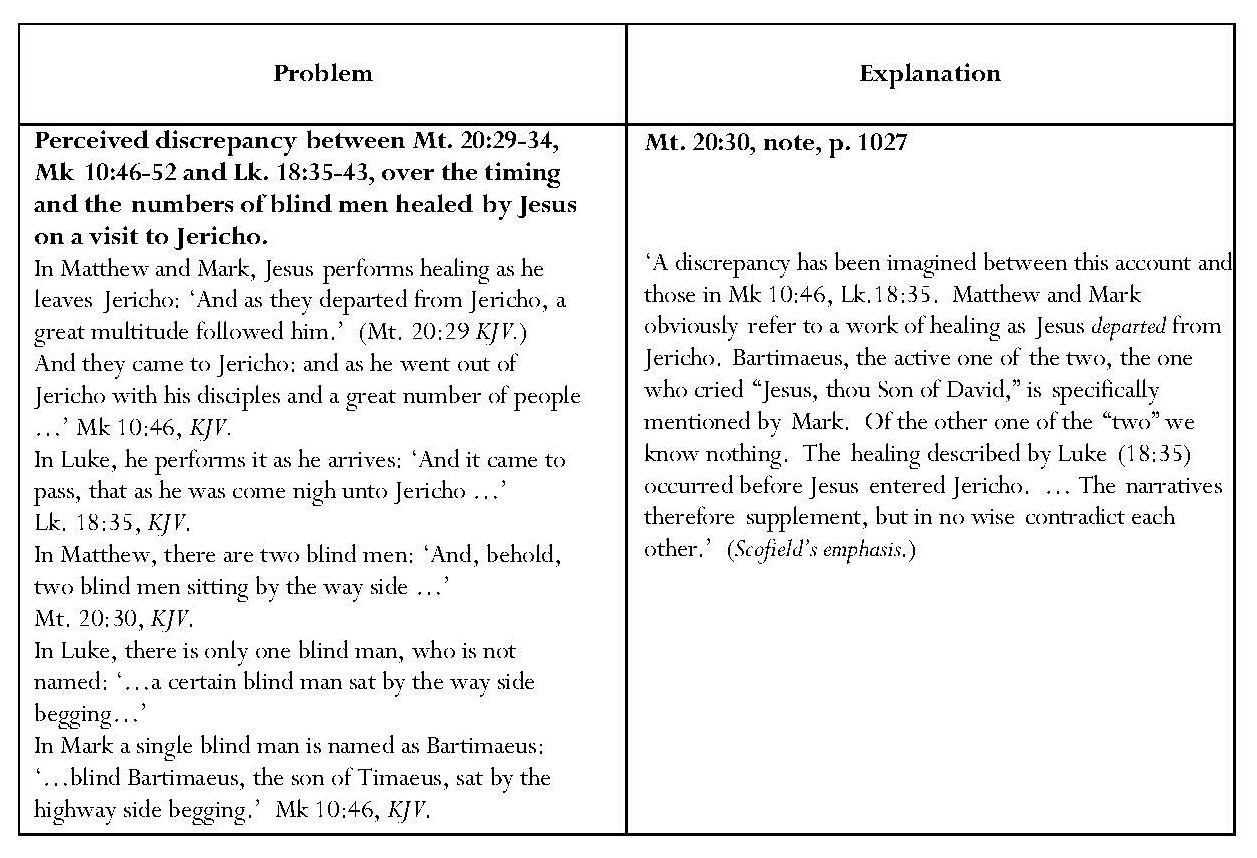 Problem
Explanation
Perceived discrepancy between Mt. 20:29-34,
Mk 10:46-52 and Lk. 18:35-43, over the timing
and the numbers of blind men healed by Jesus
on a visit to Jericho.
In Matthew and Mark, Jesus performs healing as he
leaves Jericho: ‘And as they departed from Jericho, a
great multitude followed him.’ (Mt. 20:29 KJV.)
And they came to Jericho: and as he went out of
Jericho with his disciples and a great number of people
…’ Mk 10:46, KJV.
In Luke, he performs it as he arrives: ‘And it came to
pass, that as he was come nigh unto Jericho …’
Lk. 18:35, KJV.
In Matthew, there are two blind men: ‘And, behold,
two blind men sitting by the way side …’
Mt. 20:30, KJV.
In Luke, there is only one blind man, who is not
named: ‘…a certain blind man sat by the way side
begging…’
In Mark a single blind man is named as Bartimaeus:
‘…blind Bartimaeus, the son of Timaeus, sat by the
highway side begging.’ Mk 10:46, KJV.
Mt. 20:30, note, p. 1027
‘A discrepancy has been imagined between this account and
those in Mk 10:46, Lk.18:35. Matthew and Mark
obviously refer to a work of healing as Jesus departed from
Jericho. Bartimaeus, the active one of the two, the one
who cried “Jesus, thou Son of David,” is specifically
mentioned by Mark. Of the other one of the “two” we
know nothing. The healing described by Luke (18:35)
occurred before Jesus entered Jericho. … The narratives
therefore supplement, but in no wise contradict each
other.’ (Scofield’s emphasis.)